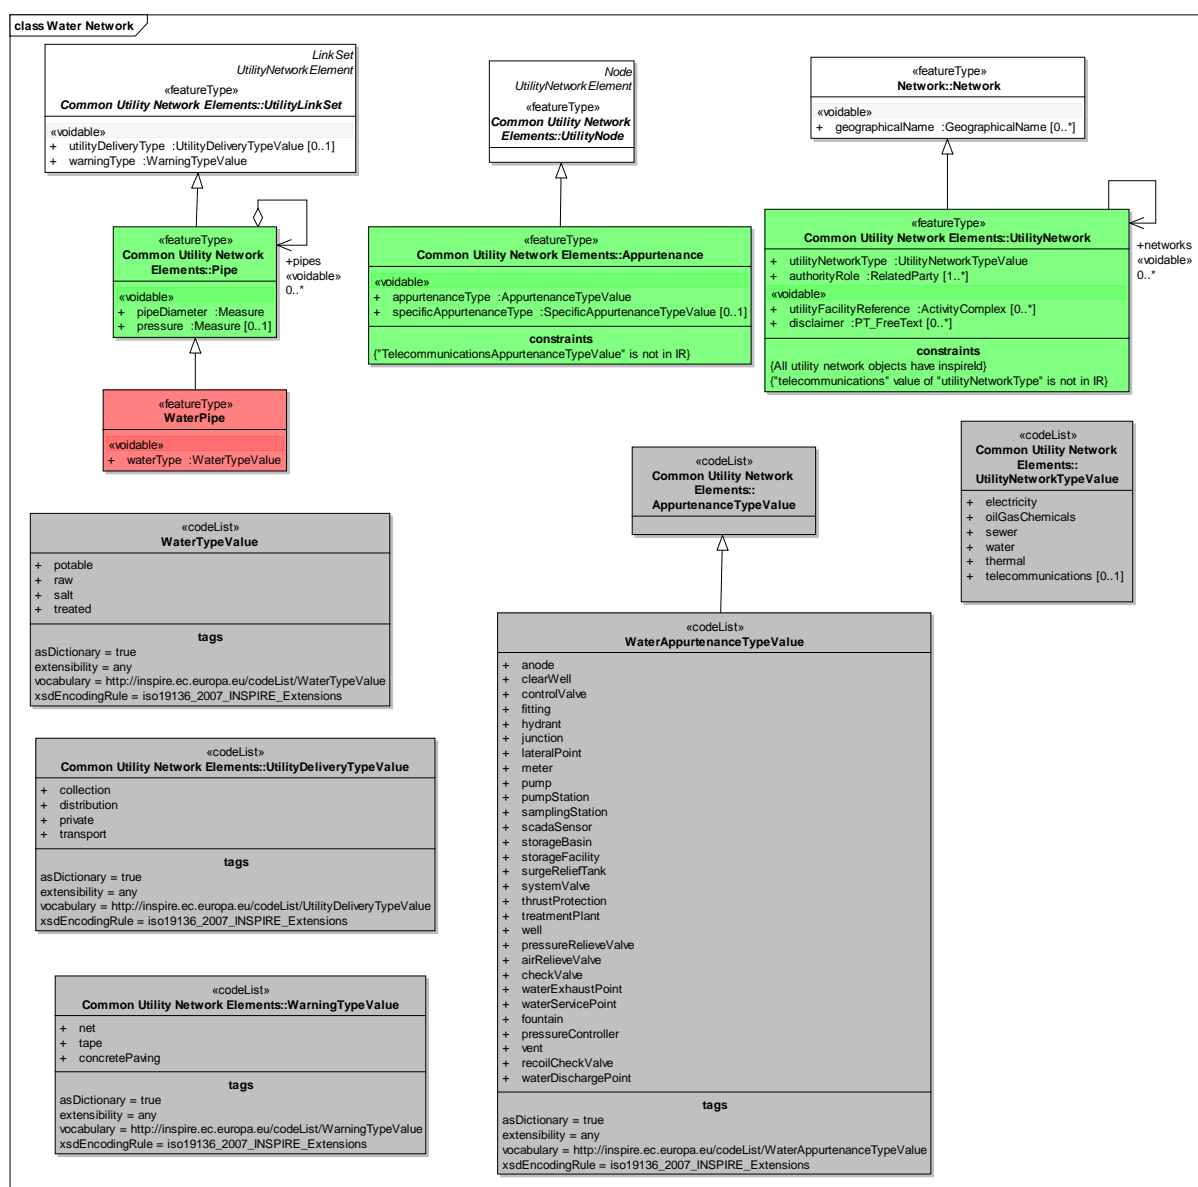 class Water Network
LinkSet
UtilityNetworkElement
«featureType»
Common Utility Network Elements::UtilityLinkSet
«voidable»
+ utilityDeliveryType :UtilityDeliveryTypeValue [0..1]
+ warningType :WarningTypeValue
Node
UtilityNetworkElement
«featureType»
Common Utility Network
Elements::UtilityNode
«featureType»
Network::Network
«voidable»
+ geographicalName :GeographicalName [0..*]
«featureType»
Common Utility Network
Elements::Pipe
«voidable»
+ pipeDiameter :Measure
+ pressure :Measure [0..1]
+pipes
«voidable»
0..*
«featureType»
Common Utility Network Elements::Appurtenance
«voidable»
+ appurtenanceType :AppurtenanceTypeValue
+ specificAppurtenanceType :SpecificAppurtenanceTypeValue [0..1]
constraints
{"TelecommunicationsAppurtenanceTypeValue" is not in IR}
«featureType»
Common Utility Network Elements::UtilityNetwork
+ utilityNetworkType :UtilityNetworkTypeValue
+ authorityRole :RelatedParty [1..*]
«voidable»
+ utilityFacilityReference :ActivityComplex [0..*]
+ disclaimer :PT_FreeText [0..*]
constraints
{All utility network objects have inspireId}
{"telecommunications" value of "utilityNetworkType" is not in IR}
+networks
«voidable»
0..*
«featureType»
WaterPipe
«voidable»
+ waterType :WaterTypeValue
«codeList»
Common Utility Network
Elements::
AppurtenanceTypeValue
«codeList»
Common Utility Network
Elements::
UtilityNetworkTypeValue
+ electricity
+ oilGasChemicals
+ sewer
+ water
+ thermal
+ telecommunications [0..1]
«codeList»
WaterTypeValue
+ potable
+ raw
+ salt
+ treated
tags
asDictionary = true
extensibility = any
vocabulary = http://inspire.ec.europa.eu/codeList/WaterTypeValue
xsdEncodingRule = iso19136_2007_INSPIRE_Extensions
«codeList»
Common Utility Network Elements::UtilityDeliveryTypeValue
+ collection
+ distribution
+ private
+ transport
tags
asDictionary = true
extensibility = any
vocabulary = http://inspire.ec.europa.eu/codeList/UtilityDeliveryTypeValue
xsdEncodingRule = iso19136_2007_INSPIRE_Extensions
«codeList»
Common Utility Network Elements::WarningTypeValue
+ net
+ tape
+ concretePaving
tags
asDictionary = true
extensibility = any
vocabulary = http://inspire.ec.europa.eu/codeList/WarningTypeValue
xsdEncodingRule = iso19136_2007_INSPIRE_Extensions
«codeList»
WaterAppurtenanceTypeValue
+ anode
+ clearWell
+ controlValve
+ fitting
+ hydrant
+ junction
+ lateralPoint
+ meter
+ pump
+ pumpStation
+ samplingStation
+ scadaSensor
+ storageBasin
+ storageFacility
+ surgeReliefTank
+ systemValve
+ thrustProtection
+ treatmentPlant
+ well
+ pressureRelieveValve
+ airRelieveValve
+ checkValve
+ waterExhaustPoint
+ waterServicePoint
+ fountain
+ pressureController
+ vent
+ recoilCheckValve
+ waterDischargePoint
tags
asDictionary = true
extensibility = any
vocabulary = http://inspire.ec.europa.eu/codeList/WaterAppurtenanceTypeValue
xsdEncodingRule = iso19136_2007_INSPIRE_Extensions